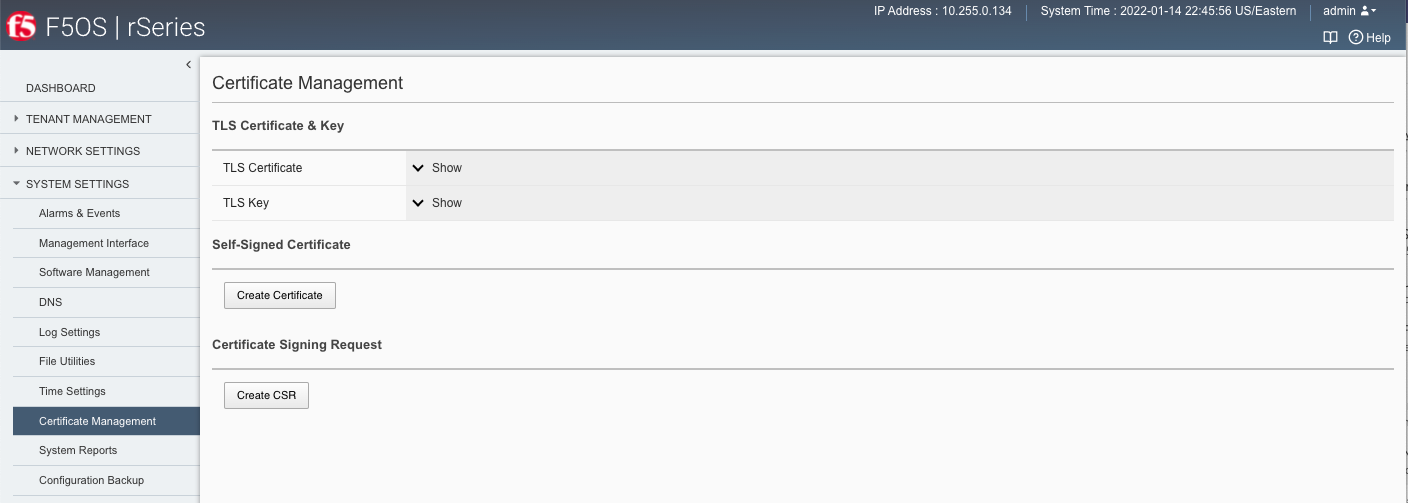 f5 F5OS | rSeries
IP Address : 10.255.0.134 | System Time : 2022-01-14 22:45:56 US/Eastern | admin
Help
DASHBOARD
TENANT MANAGEMENT
NETWORK SETTINGS
SYSTEM SETTINGS
Alarms & Events
Management Interface
Software Management
DNS
Log Settings
File Utilities
Time Settings
Certificate Management
System Reports
Configuration Backup
Certificate Management
TLS Certificate & Key
TLS Certificate Show
TLS Key Show
Self-Signed Certificate
Create Certificate
Certificate Signing Request
Create CSR